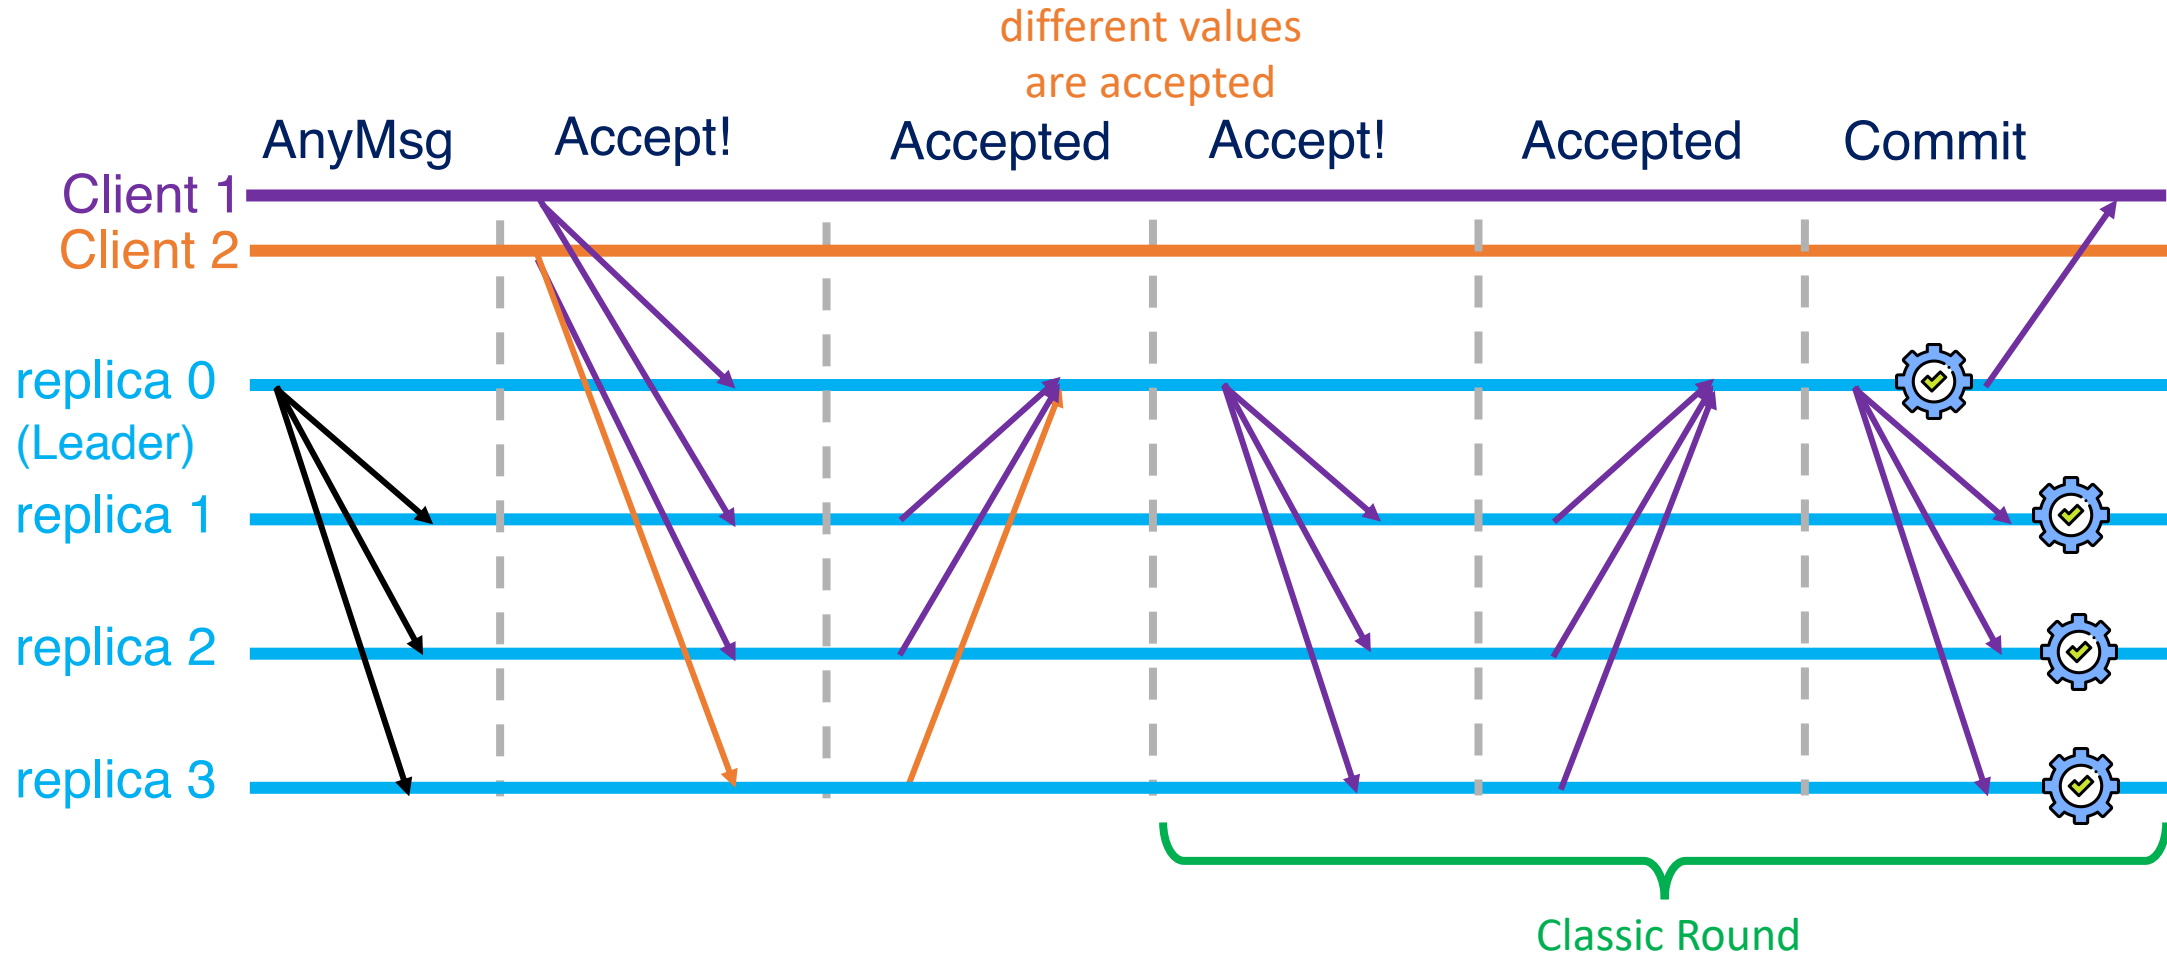 different values
are accepted
AnyMsg
Accept!
Accepted
Accept!
Accepted
Commit
Client 1
Client 2
replica 0
(Leader)
replica 1
replica 2
replica 3
Classic Round